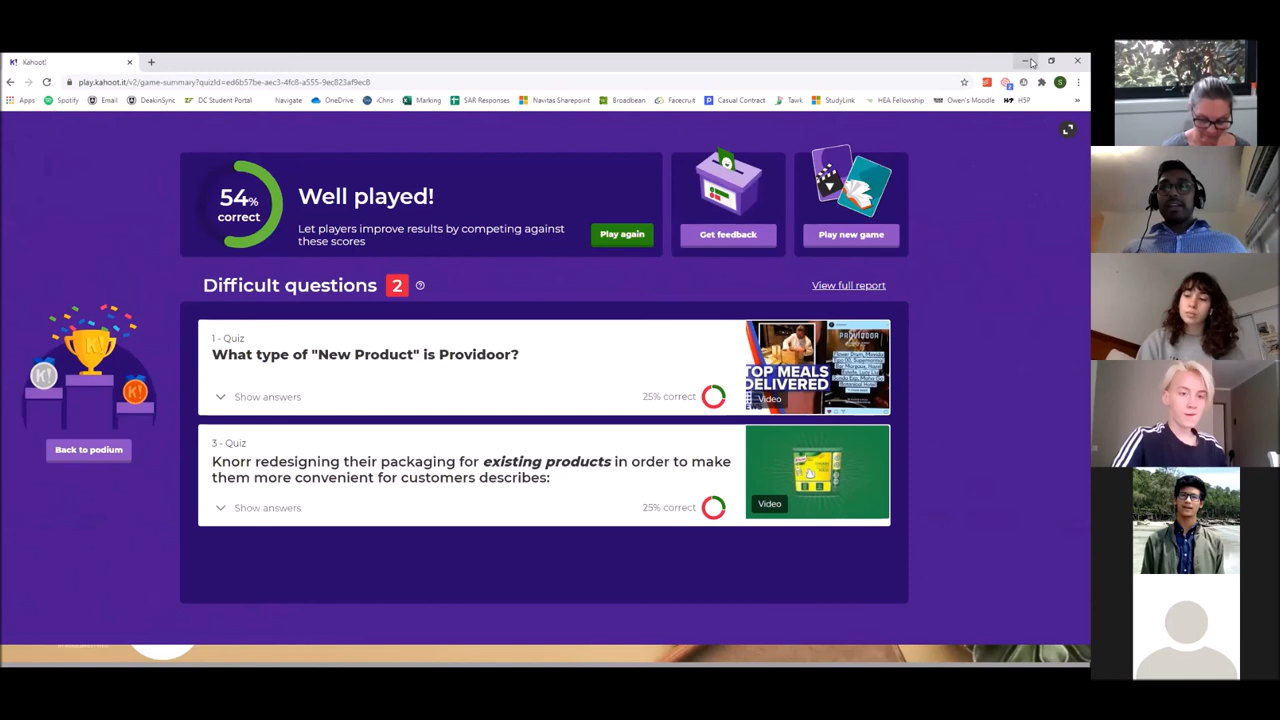 K! Kahoot!
play.kahoot.it/v2/game-summary?quizId=ed6b57be-aec3-4fc8-a555-9ec823af9ec8
Apps Spotify Email DeakinSync DC Student Portal Navigate OneDrive iChris Marking SAR Responses Navitas Sharepoint Broadbean Facecruit Casual Contract Tawk StudyLink HEA Fellowship Owen's Moodle H5P »
54% correct
Well played!
Let players improve results by competing against
these scores
Play again
Get feedback
Play new game
Difficult questions 2
View full report
1 - Quiz
What type of "New Product" is Providoor?
Show answers
25% correct
TOP MEALS
DELIVERED
PROVIDOOR
Video
3 - Quiz
Knorr redesigning their packaging for existing products in order to make
them more convenient for customers describes:
Show answers
25% correct
Video
K!
K!
K!
Back to podium